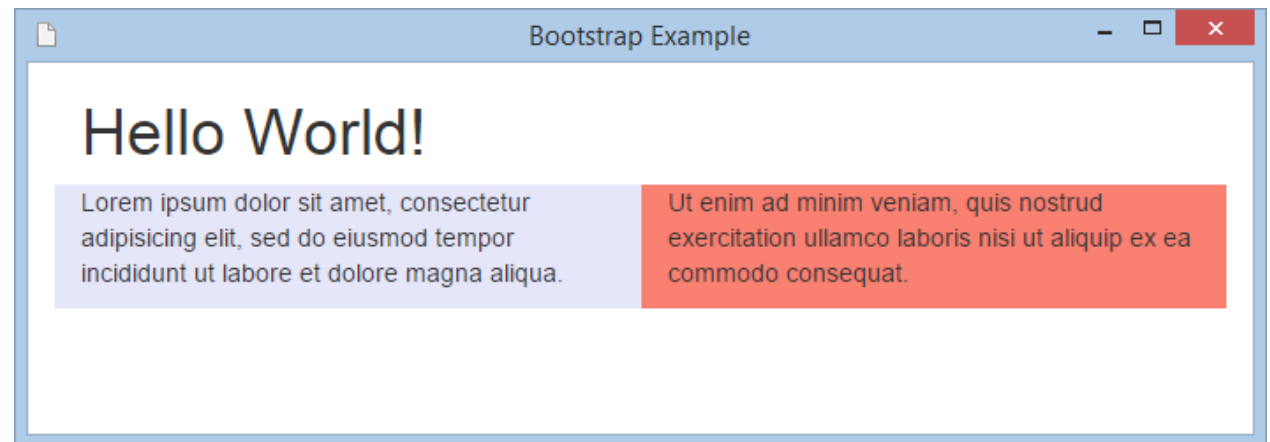 Bootstrap Example
Hello World!
Lorem ipsum dolor sit amet, consectetur
adipisicing elit, sed do eiusmod tempor
incididunt ut labore et dolore magna aliqua.
Ut enim ad minim veniam, quis nostrud
exercitation ullamco laboris nisi ut aliquip ex ea
commodo consequat.